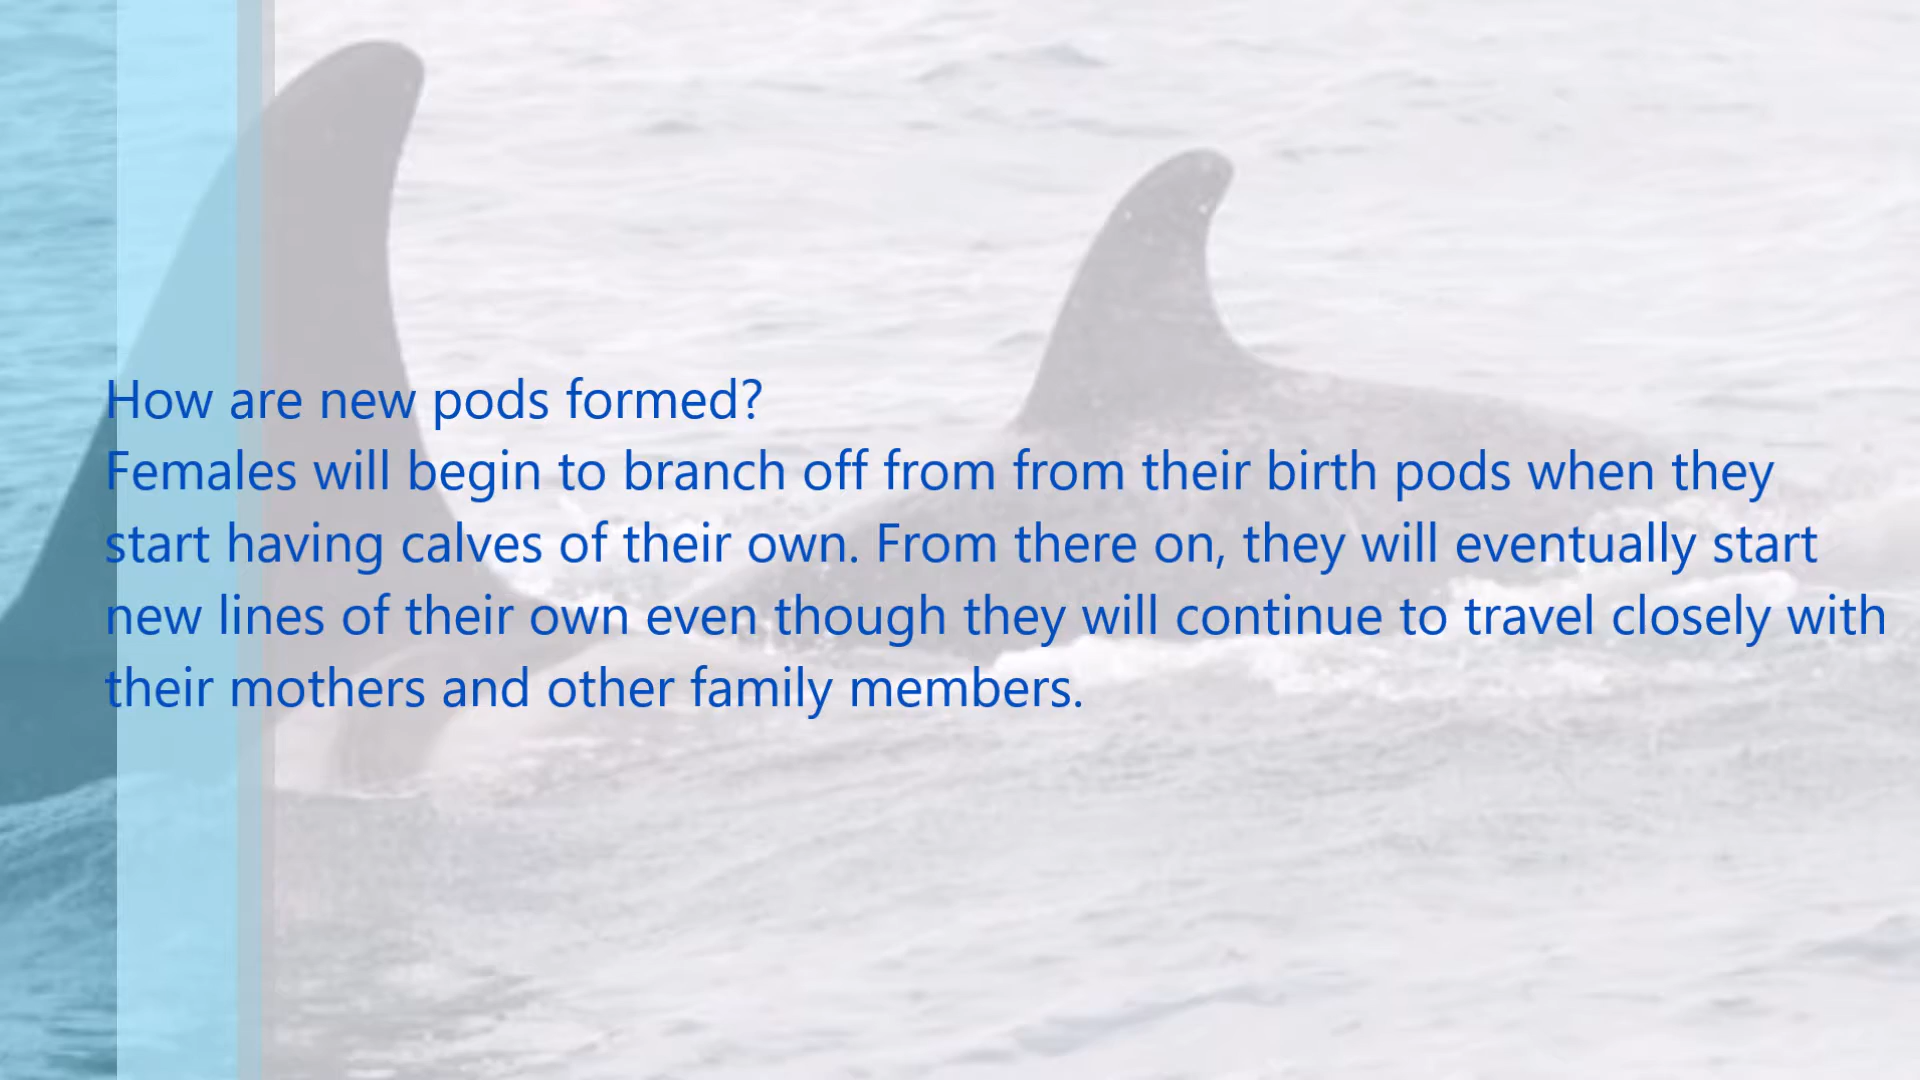 How are new pods formed?
Females will begin to branch off from from their birth pods when they
start having calves of their own. From there on, they will eventually start
new lines of their own even though they will continue to travel closely with
their mothers and other family members.